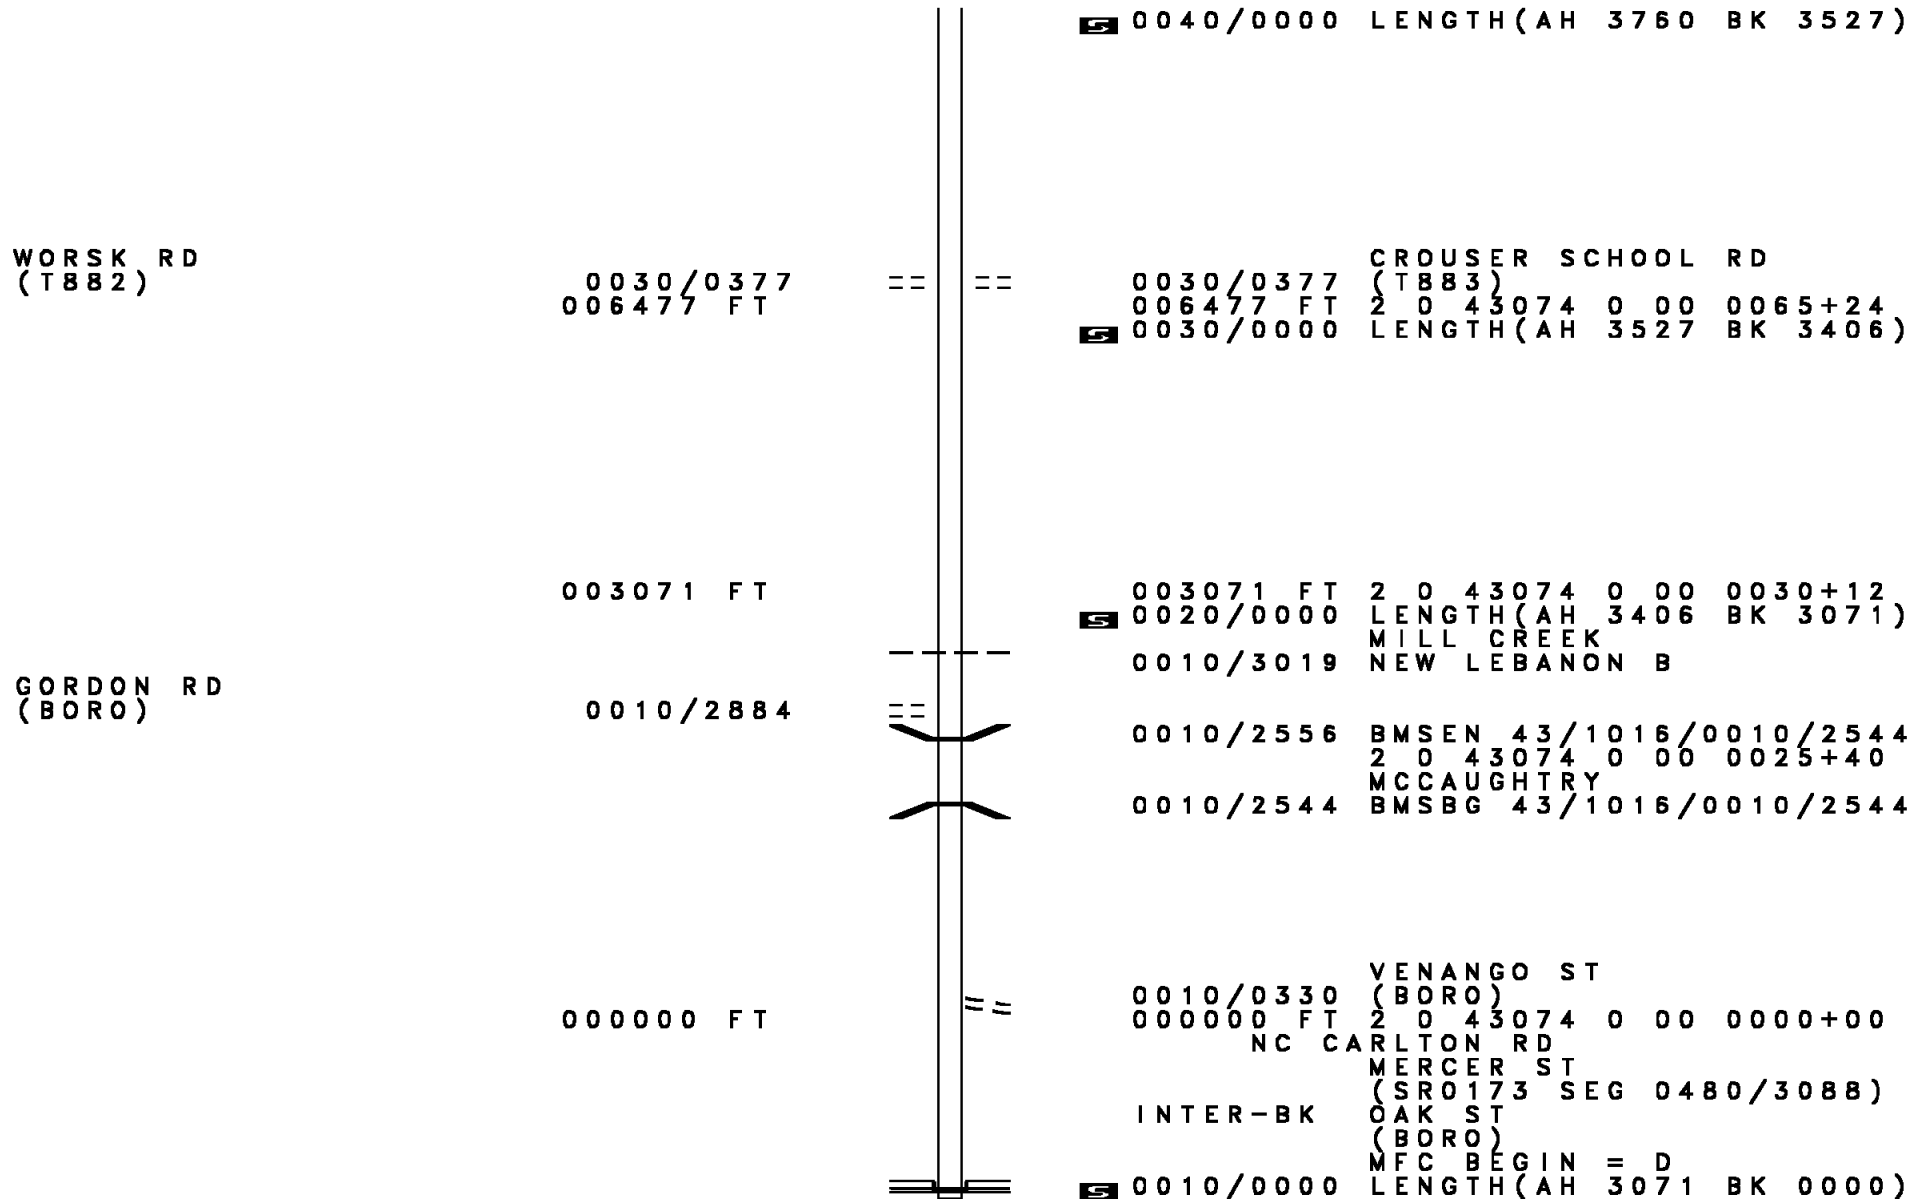 S 0040/0000 LENGTH(AH 3760 BK 3527)
WORSK RD CROUSER SCHOOL RD
(T882) 0030/0377 0030/0377 (T883)
006477 FT 006477 FT 2 0 43074 0 00 0065+24
S 0030/0000 LENGTH(AH 3527 BK 3406)
003071 FT 003071 FT 2 0 43074 0 00 0030+12
S 0020/0000 LENGTH(AH 3406 BK 3071)
MILL CREEK
0010/3019 NEW LEBANON B
GORDON RD
(BORO) 0010/2884
0010/2556 BMSEN 43/1016/0010/2544
2 0 43074 0 00 0025+40
MCCAUGHTRY
0010/2544 BMSBG 43/1016/0010/2544
VENANGO ST
0010/0330 (BORO)
000000 FT 000000 FT 2 0 43074 0 00 0000+00
NC CARLTON RD
MERCER ST
(SR0173 SEG 0480/3088)
INTER-BK OAK ST
(BORO)
MFC BEGIN = D
S 0010/0000 LENGTH(AH 3071 BK 0000)